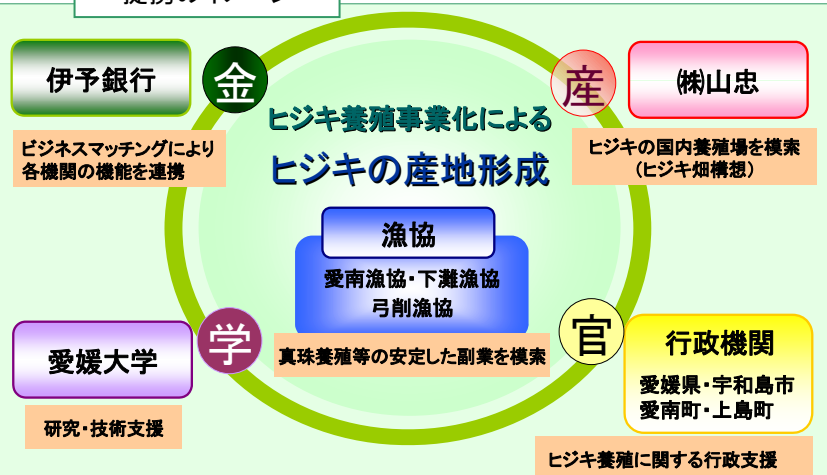 伊予銀行
金
ビジネスマッチングにより
各機関の機能を連携
産
㈱山忠
ヒジキの国内養殖場を模索
(ヒジキ畑構想)
ヒジキ養殖事業化による
ヒジキの産地形成
漁協
愛南漁協・下灘漁協
弓削漁協
真珠養殖等の安定した副業を模索
愛媛大学
学
研究・技術支援
官
行政機関
愛媛県・宇和島市
愛南町・上島町
ヒジキ養殖に関する行政支援